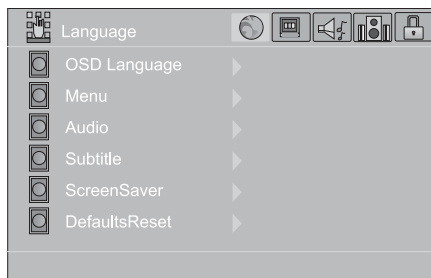 Language
OSD Language
Menu
Audio
Subtitle
ScreenSaver
DefaultsReset